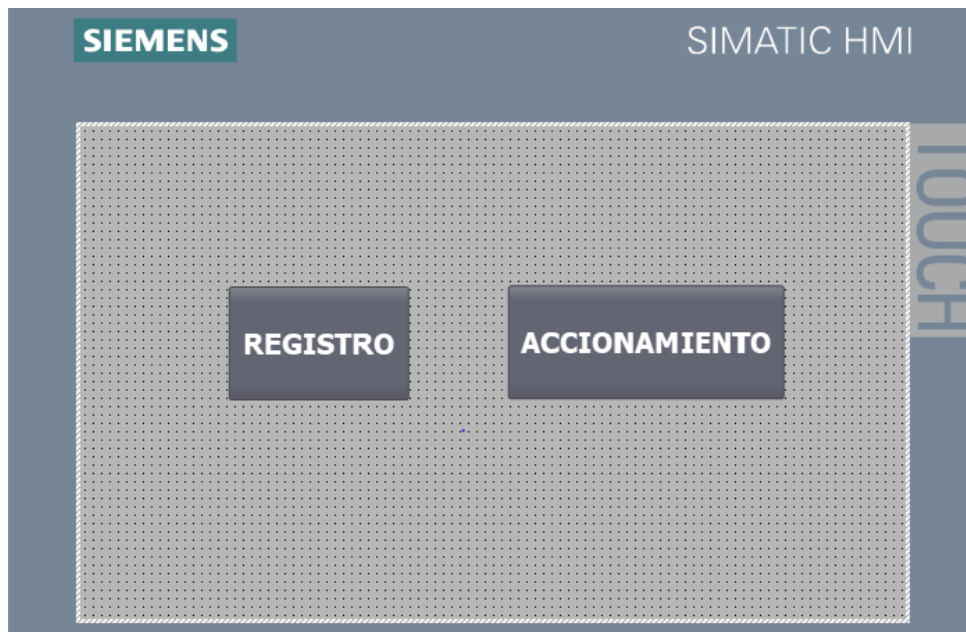 SIEMENS
SIMATIC HMI
TOUCH
REGISTRO
ACCIONAMIENTO